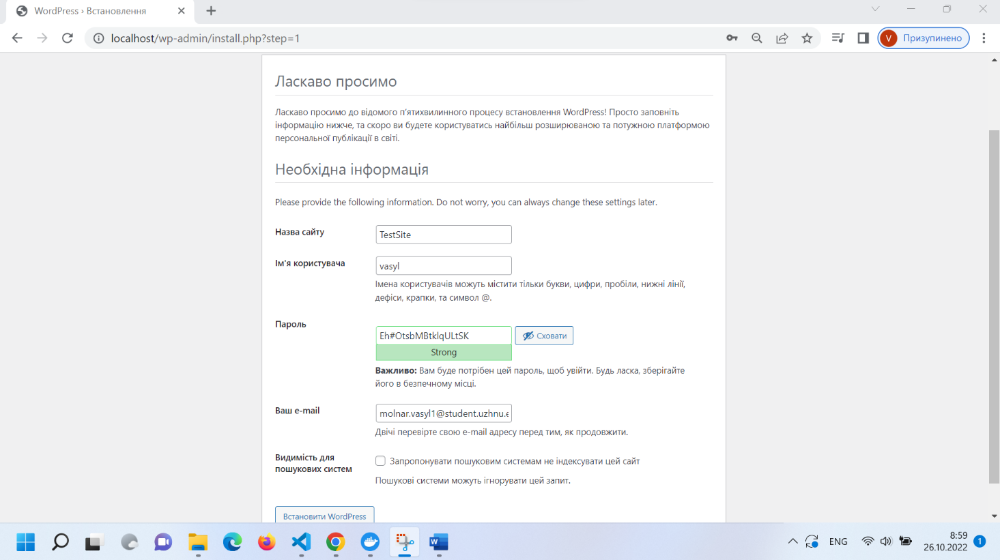 WordPress › Встановлення
localhost/wp-admin/install.php?step=1
V Призупинено
Ласкаво просимо
Ласкаво просимо до відомого п'ятихвилинного процесу встановлення WordPress! Просто заповніть
інформацію нижче, та скоро ви будете користуватись найбільш розширюваною та потужною платформою
персональної публікації в світі.
Необхідна інформація
Please provide the following information. Do not worry, you can always change these settings later.
Назва сайту
TestSite
Ім'я користувача
vasyl
Імена користувачів можуть містити тільки букви, цифри, пробіли, нижні лінії,
дефіси, крапки, та символ @.
Пароль
Eh#OtsbMBtklqULtSK
Сховати
Strong
Важливо: Вам буде потрібен цей пароль, щоб увійти. Будь ласка, зберігайте
його в безпечному місці.
Ваш e-mail
molnar.vasyl1@student.uzhnu.e
Двічі перевірте свою e-mail адресу перед тим, як продовжити.
Видимість для
пошукових систем
Запропонувати пошуковим системам не індексувати цей сайт
Пошукові системи можуть ігнорувати цей запит.
Встановити WordPress
W
ENG
8:59
26.10.2022
1